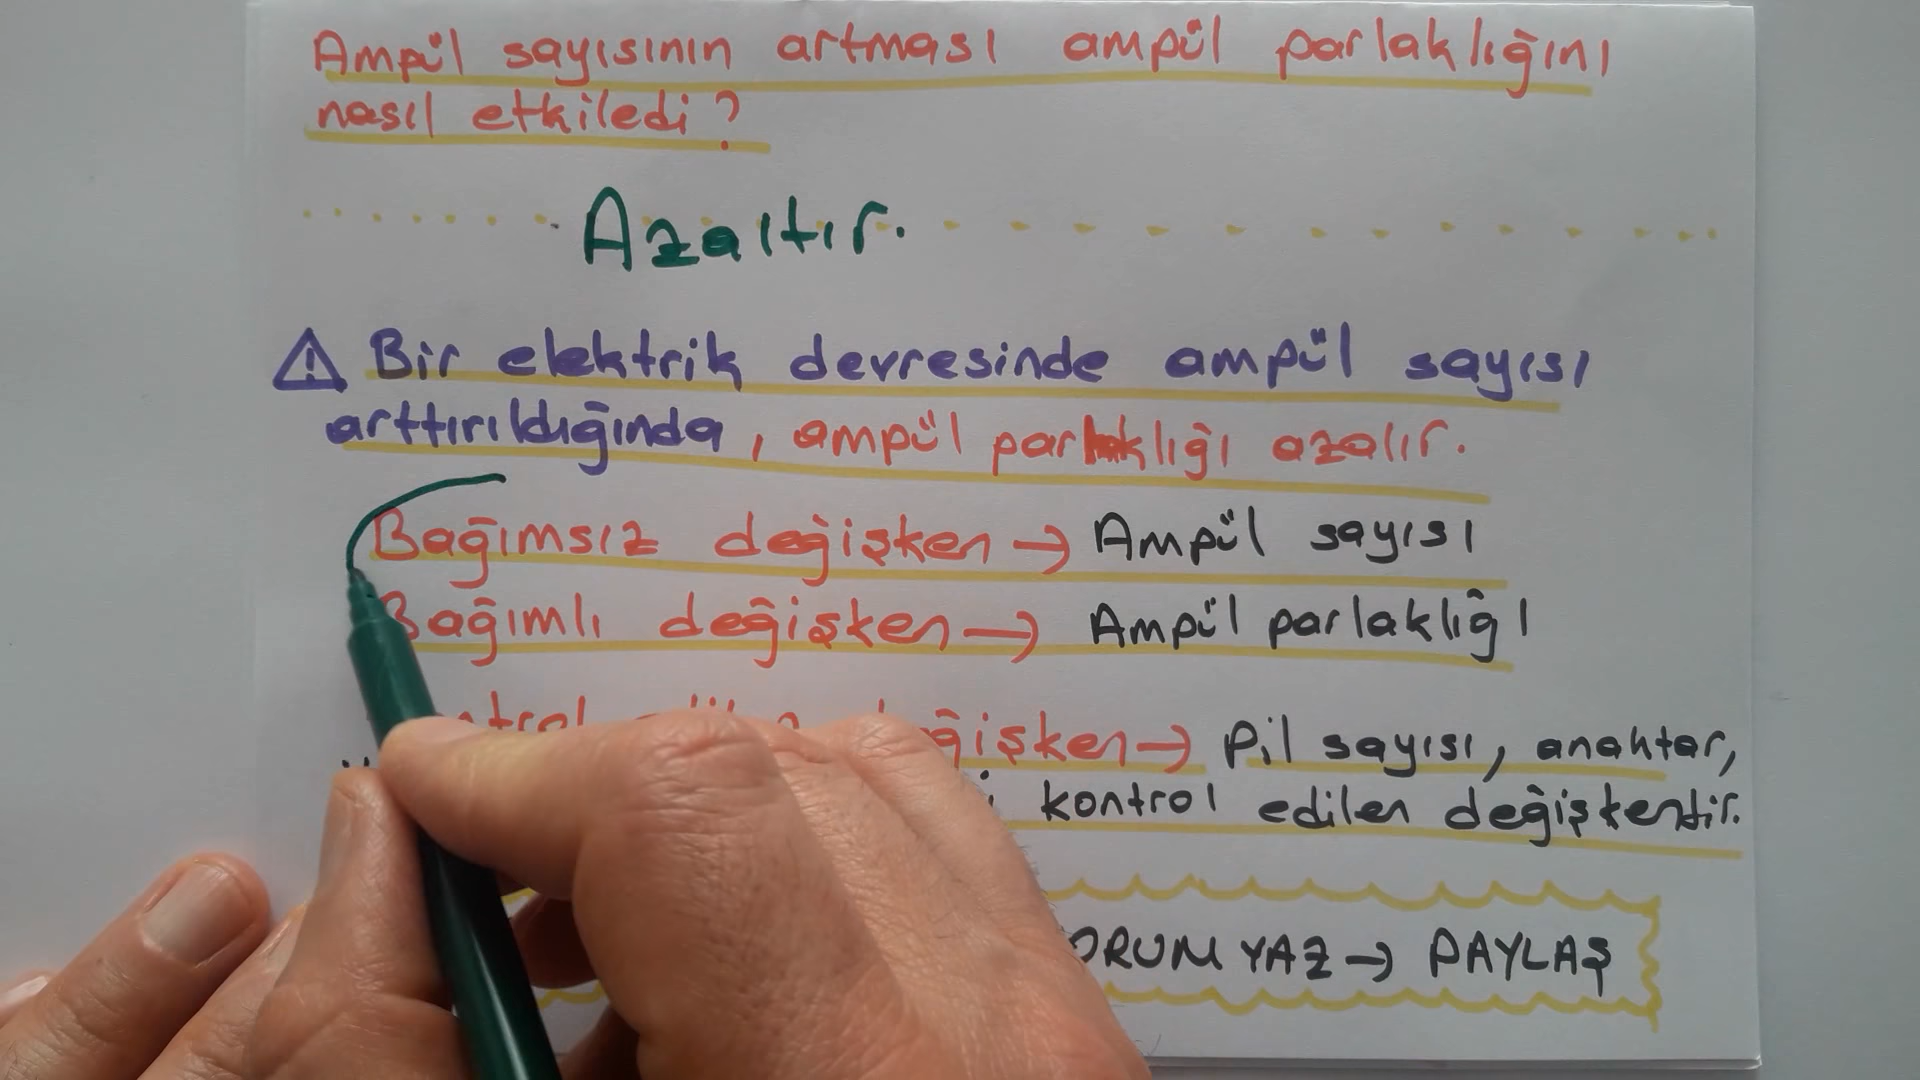 Ampül sayısının artması ampül parlaklığını
nasıl etkiledi?
Azaltır.
Bir elektrik devresinde ampül sayısı
arttırıldığında, ampül parlaklığı azalır.
Bağımsız değişken → Ampül sayısı
Bağımlı değişken → Ampül parlaklığı
değişken → Pil sayısı, anahtar,
kontrol edilen değişkendir.
YAZ → PAYLAŞ